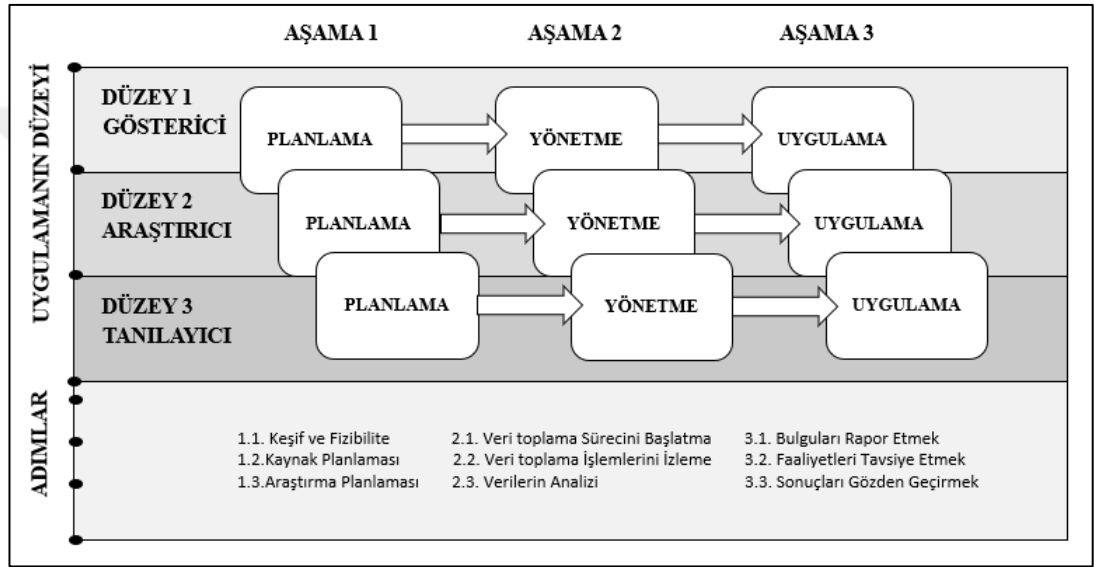 AŞAMA 1 AŞAMA 2 AŞAMA 3
UYGULAMANIN DÜZEYİ
DÜZEY 1
GÖSTERİCİ
PLANLAMA YÖNETME UYGULAMA
DÜZEY 2
ARAŞTIRICI
PLANLAMA YÖNETME UYGULAMA
DÜZEY 3
TANILAYICI
PLANLAMA YÖNETME UYGULAMA
ADIMLAR
1.1. Keşif ve Fizibilite 2.1. Veri toplama Sürecini Başlatma 3.1. Bulguları Rapor Etmek
1.2.Kaynak Planlaması 2.2. Veri toplama İşlemlerini İzleme 3.2. Faaliyetleri Tavsiye Etmek
1.3.Araştırma Planlaması 2.3. Verilerin Analizi 3.3. Sonuçları Gözden Geçirmek